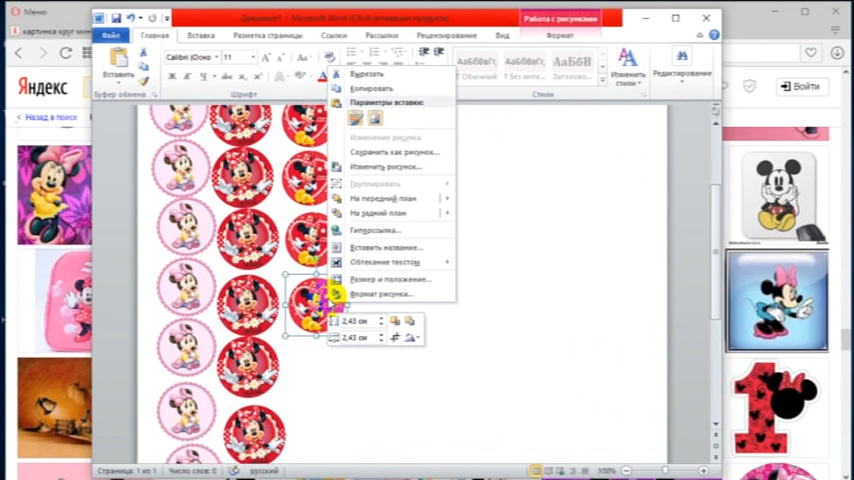 Меню
картинка круг мин
Документ1 - Microsoft Word (Сбой активации продукта)
Работа с рисунками
Файл
Главная
Вставка
Разметка страницы
Ссылки
Рассылки
Рецензирование
Вид
Формат
Calibri (Осно
11
Вставить
Ж К Ч
АаБбВвГг
АаБбВвГг
АаБбВ
Обычный
Без инте...
Заголово...
Изменить стили
Редактирование
Буфер обмена
Шрифт
Стили
Яндекс
Войти
Назад в поиск
Вырезать
Копировать
Параметры вставки:
Изменение рисунка
Сохранить как рисунок...
Изменить рисунок...
Группировать
На передний план
На задний план
Гиперссылка...
Вставить название...
Обтекание текстом
Размер и положение...
Формат рисунка...
2,43 см
2,43 см
Страница: 1 из 1
Число слов: 0
русский
100%